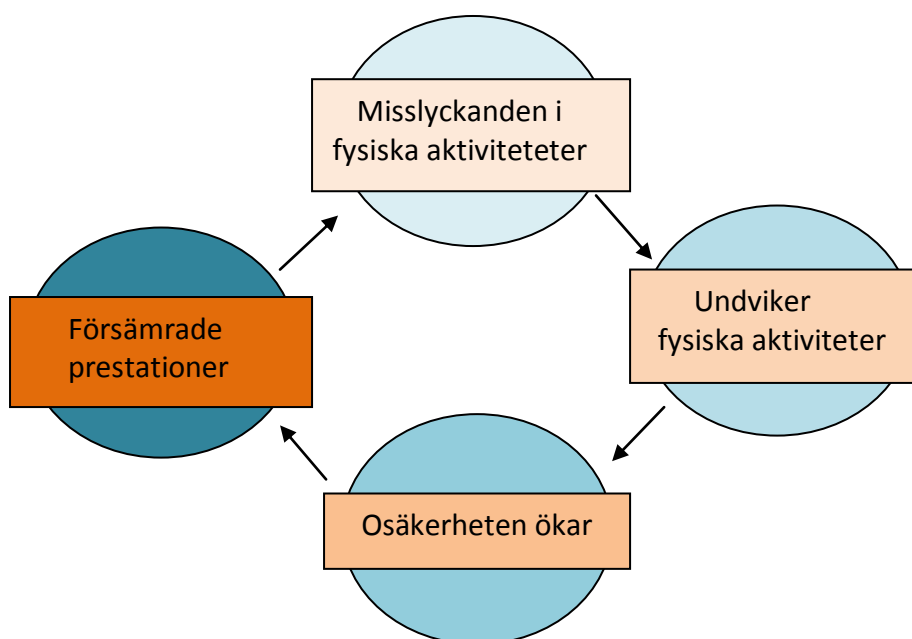 Misslyckanden i
fysiska aktiviteteter
Undviker
fysiska aktiviteter
Osäkerheten ökar
Försämrade
prestationer